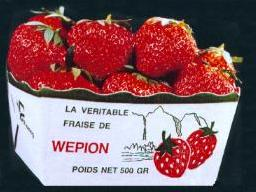 LA VERITABLE
FRAISE DE
WEPION
POIDS NET 500 GR